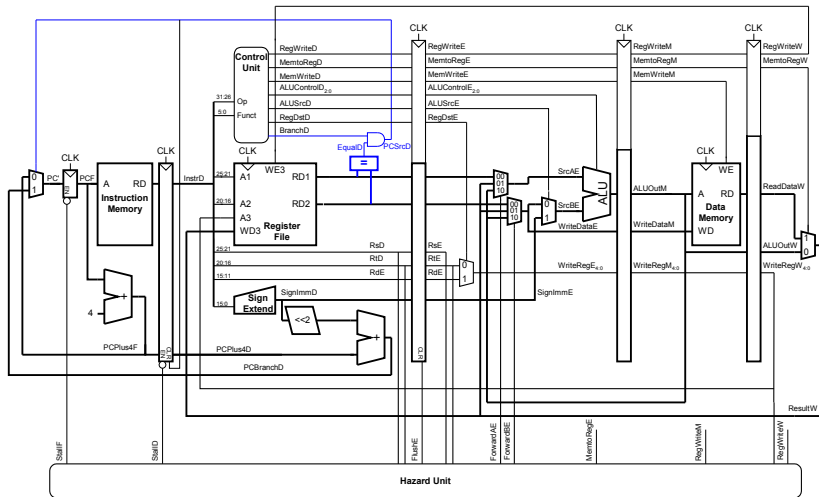 CLK CLK CLK
RegWriteD RegWriteE RegWriteM RegWriteW
Control Unit
MemtoRegD MemtoRegE MemtoRegM MemtoRegW
MemWriteD MemWriteE MemWriteM
ALUControlD2:0 ALUControlE2:0
31:26 Op
ALUSrcD ALUSrcE
5:0 Funct
RegDstD RegDstE
BranchD
EqualD PCSrcD
CLK CLK CLK CLK
WE3 = WE
0 1 PC' PCF A RD InstrD 25:21 A1 RD1 00 01 10 SrcAE ALU ALUOutM A RD ReadDataW
EN
Instruction Memory
20:16 A2 RD2 00 01 10 0 1 SrcBE Data Memory
A3 Register File WriteDataE WriteDataM WD 1 0
WD3
ALUOutW
25:21 RsD RsE
20:16 RtD RtE 0
15:11 RdD RdE 1 WriteRegE4:0 WriteRegM4:0 WriteRegW4:0
15:0 Sign Extend SignImmD SignImmE
+
4
<<2 +
PCPlus4F EN CLR PCPlus4D CLR
PCBranchD
ResultW
StallF StallD FlushE ForwardAE ForwardBE MemtoRegE RegWriteM RegWriteW
Hazard Unit